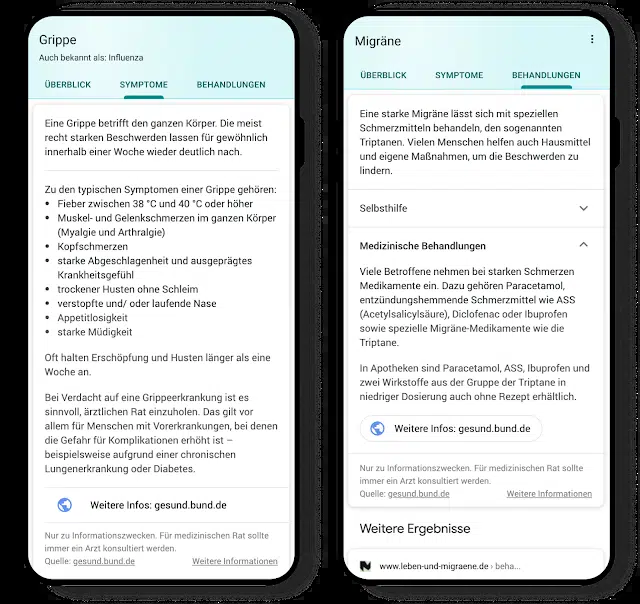 Grippe
Auch bekannt als: Influenza
ÜBERBLICK
SYMPTOME
BEHANDLUNGEN
Eine Grippe betrifft den ganzen Körper. Die meist
recht starken Beschwerden lassen für gewöhnlich
innerhalb einer Woche wieder deutlich nach.
Zu den typischen Symptomen einer Grippe gehören:
• Fieber zwischen 38 °C und 40 °C oder höher
• Muskel- und Gelenkschmerzen im ganzen Körper
(Myalgie und Arthralgie)
• Kopfschmerzen
• starke Abgeschlagenheit und ausgeprägtes
Krankheitsgefühl
• trockener Husten ohne Schleim
• verstopfte und/ oder laufende Nase
• Appetitlosigkeit
• starke Müdigkeit
Oft halten Erschöpfung und Husten länger als eine
Woche an.
Bei Verdacht auf eine Grippeerkrankung ist es
sinnvoll, ärztlichen Rat einzuholen. Das gilt vor
allem für Menschen mit Vorerkrankungen, bei denen
die Gefahr für Komplikationen erhöht ist –
beispielsweise aufgrund einer chronischen
Lungenerkrankung oder Diabetes.
Weitere Infos: gesund.bund.de
Nur zu Informationszwecken. Für medizinischen Rat sollte
immer ein Arzt konsultiert werden.
Quelle: gesund.bund.de
Weitere Informationen
Migräne
ÜBERBLICK
SYMPTOME
BEHANDLUNGEN
Eine starke Migräne lässt sich mit speziellen
Schmerzmitteln behandeln, den sogenannten
Triptanen. Vielen Menschen helfen auch Hausmittel
und eigene Maßnahmen, um die Beschwerden zu
lindern.
Selbsthilfe
Medizinische Behandlungen
Viele Betroffene nehmen bei starken Schmerzen
Medikamente ein. Dazu gehören Paracetamol,
entzündungshemmende Schmerzmittel wie ASS
(Acetylsalicylsäure), Diclofenac oder Ibuprofen
sowie spezielle Migräne-Medikamente wie die
Triptane.
In Apotheken sind Paracetamol, ASS, Ibuprofen und
zwei Wirkstoffe aus der Gruppe der Triptane in
niedriger Dosierung auch ohne Rezept erhältlich.
Weitere Infos: gesund.bund.de
Nur zu Informationszwecken. Für medizinischen Rat sollte
immer ein Arzt konsultiert werden.
Quelle: gesund.bund.de
Weitere Informationen
Weitere Ergebnisse
www.leben-und-migraene.de › beha...